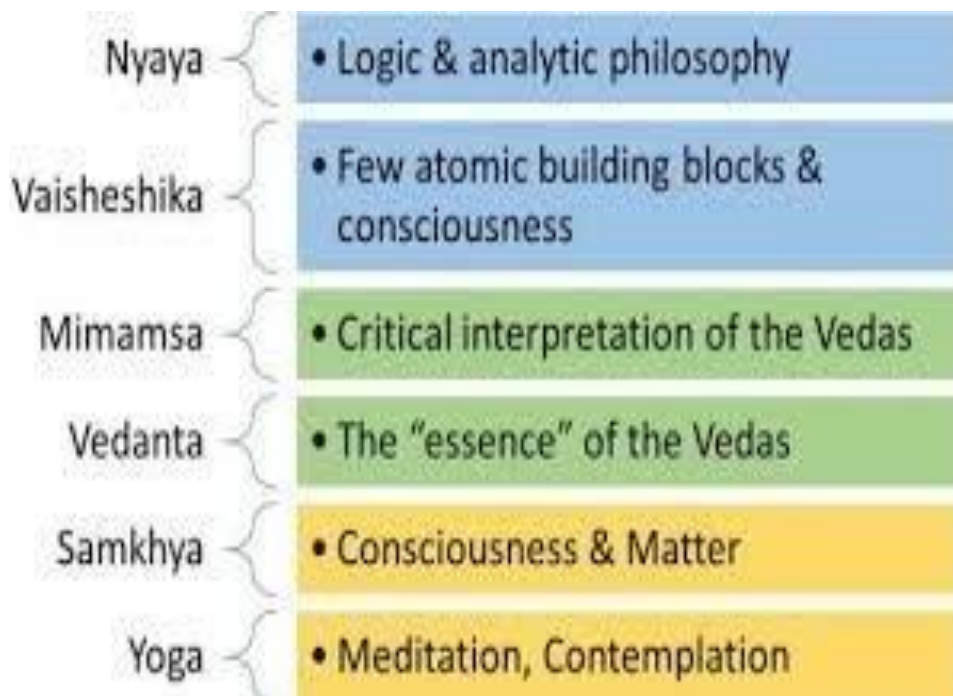 Nyaya
• Logic & analytic philosophy
Vaisheshika
• Few atomic building blocks &
consciousness
Mimamsa
• Critical interpretation of the Vedas
Vedanta
• The “essence” of the Vedas
Samkhya
• Consciousness & Matter
Yoga
• Meditation, Contemplation